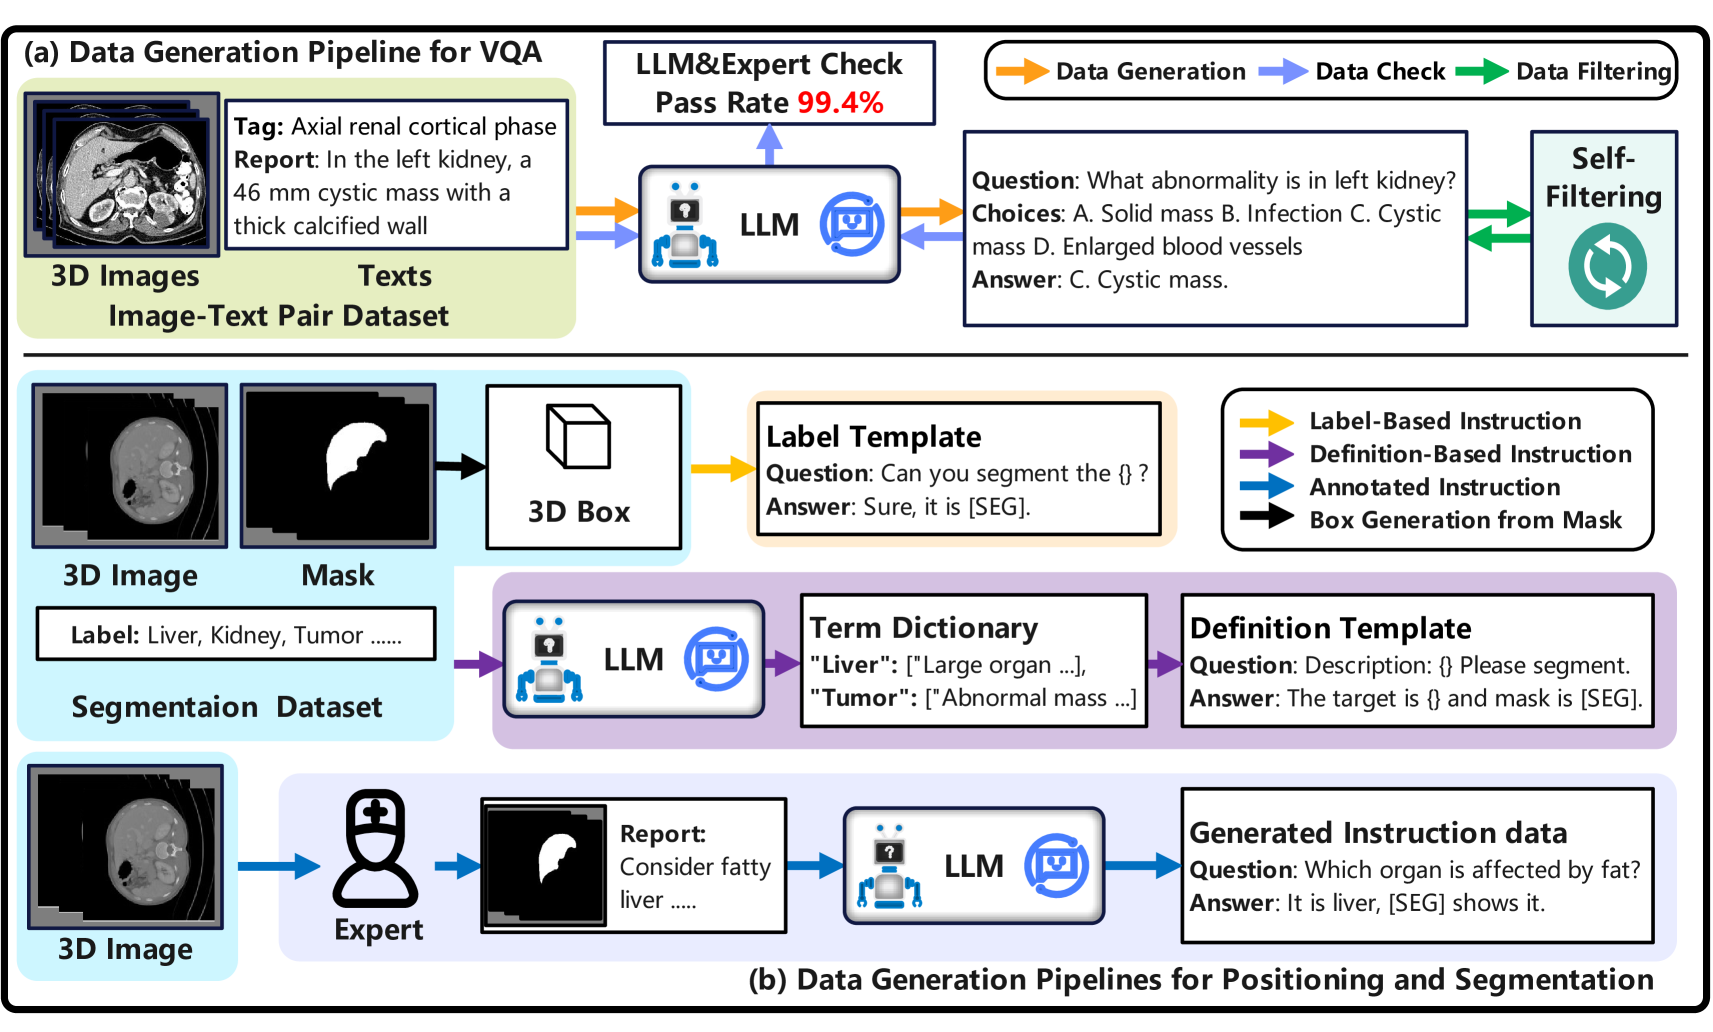 (a) Data Generation Pipeline for VQA
LLM&Expert Check
Pass Rate 99.4%
Data Generation
Data Check
Data Filtering
Tag: Axial renal cortical phase
Report: In the left kidney, a
46 mm cystic mass with a
thick calcified wall
3D Images
Texts
Image-Text Pair Dataset
LLM
Question: What abnormality is in left kidney?
Choices: A. Solid mass B. Infection C. Cystic
mass D. Enlarged blood vessels
Answer: C. Cystic mass.
Self-
Filtering
3D Image
Mask
3D Box
Label Template
Question: Can you segment the {} ?
Answer: Sure, it is [SEG].
Label-Based Instruction
Definition-Based Instruction
Annotated Instruction
Box Generation from Mask
Label: Liver, Kidney, Tumor ......
Segmentaion Dataset
LLM
Term Dictionary
"Liver": ["Large organ ...],
"Tumor": ["Abnormal mass ...]
Definition Template
Question: Description: {} Please segment.
Answer: The target is {} and mask is [SEG].
3D Image
Expert
Report:
Consider fatty
liver .....
?
LLM
Generated Instruction data
Question: Which organ is affected by fat?
Answer: It is liver, [SEG] shows it.
(b) Data Generation Pipelines for Positioning and Segmentation